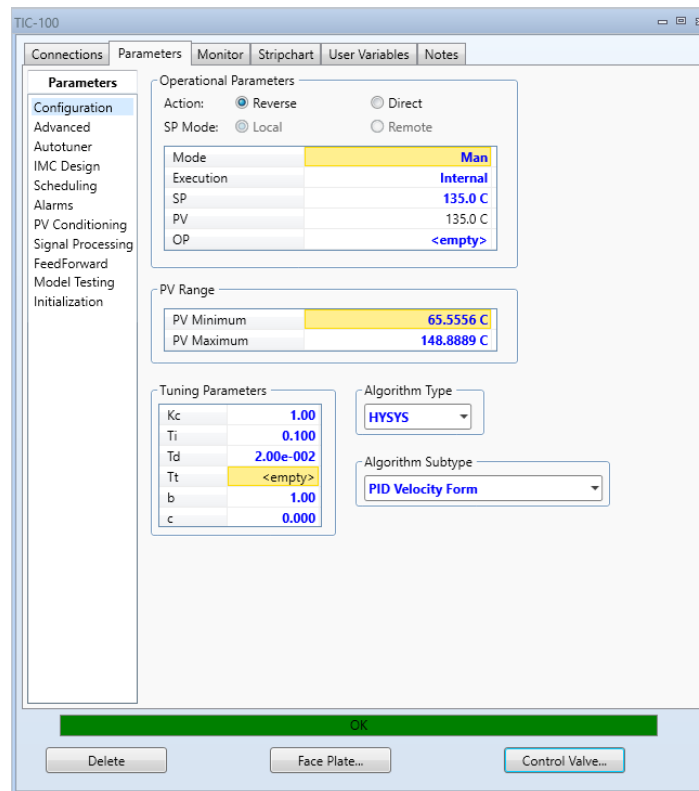 TIC-100
Connections Parameters Monitor Stripchart User Variables Notes
Parameters
Configuration
Advanced
Autotuner
IMC Design
Scheduling
Alarms
PV Conditioning
Signal Processing
FeedForward
Model Testing
Initialization
Operational Parameters
Action: Reverse Direct
SP Mode: Local Remote
Mode Man
Execution Internal
SP 135.0 C
PV 135.0 C
OP <empty>
PV Range
PV Minimum 65.5556 C
PV Maximum 148.8889 C
Tuning Parameters
Kc 1.00
Ti 0.100
Td 2.00e-002
Tt <empty>
b 1.00
c 0.000
Algorithm Type
HYSYS
Algorithm Subtype
PID Velocity Form
OK
Delete Face Plate... Control Valve...